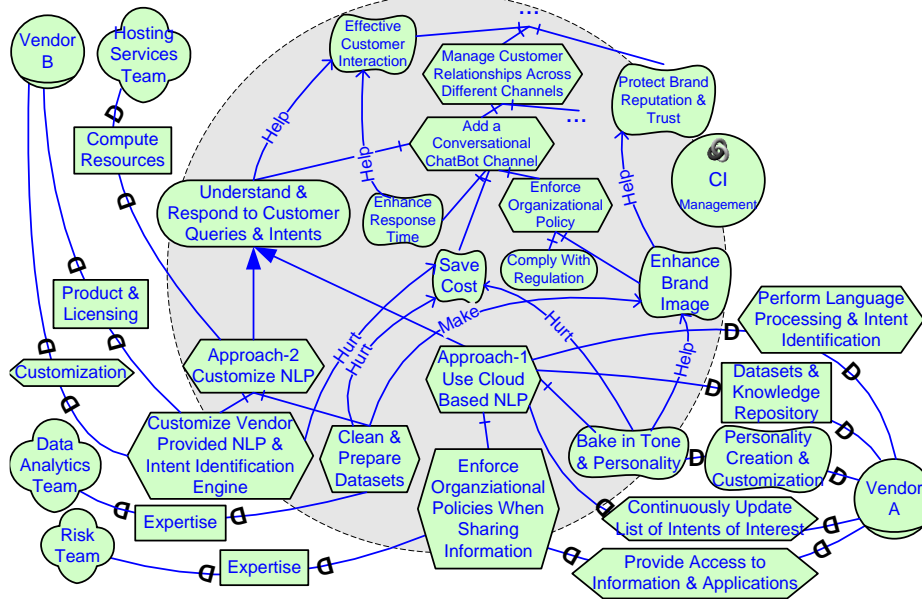 Vendor
B
Hosting
Services
Team
Effective
Customer
Interaction
...
Manage Customer
Relationships Across
Different Channels
Protect Brand
Reputation &
Trust
...
D
Compute
Resources
Help
Add a
Conversational
ChatBot Channel
Help
CI
Management
D
Understand &
Respond to Customer
Queries & Intents
Enhance
Response
Time
Enforce
Organizational
Policy
Help
Comply With
Regulation
Save
Cost
Enhance
Brand
Image
D
Product &
Licensing
Perform Language
Processing & Intent
Identification
D
D
D
Hurt
Hurt
Make
Hurt
Help
Customization
Approach-2
Customize NLP
Approach-1
Use Cloud
Based NLP
D
D
Datasets &
Knowledge
Repository
D
D
Customize Vendor
Provided NLP &
Intent Identification
Engine
Clean &
Prepare
Datasets
Bake in Tone
& Personality
D
Personality
Creation &
Customization
D
Data
Analytics
Team
Enforce
Organziational
Policies When
Sharing
Information
Vendor
A
D
Expertise
D
D
Continuously Update
List of Intents of Interest
D
Risk
Team
D
Expertise
D
D
Provide Access to
Information & Applications
D